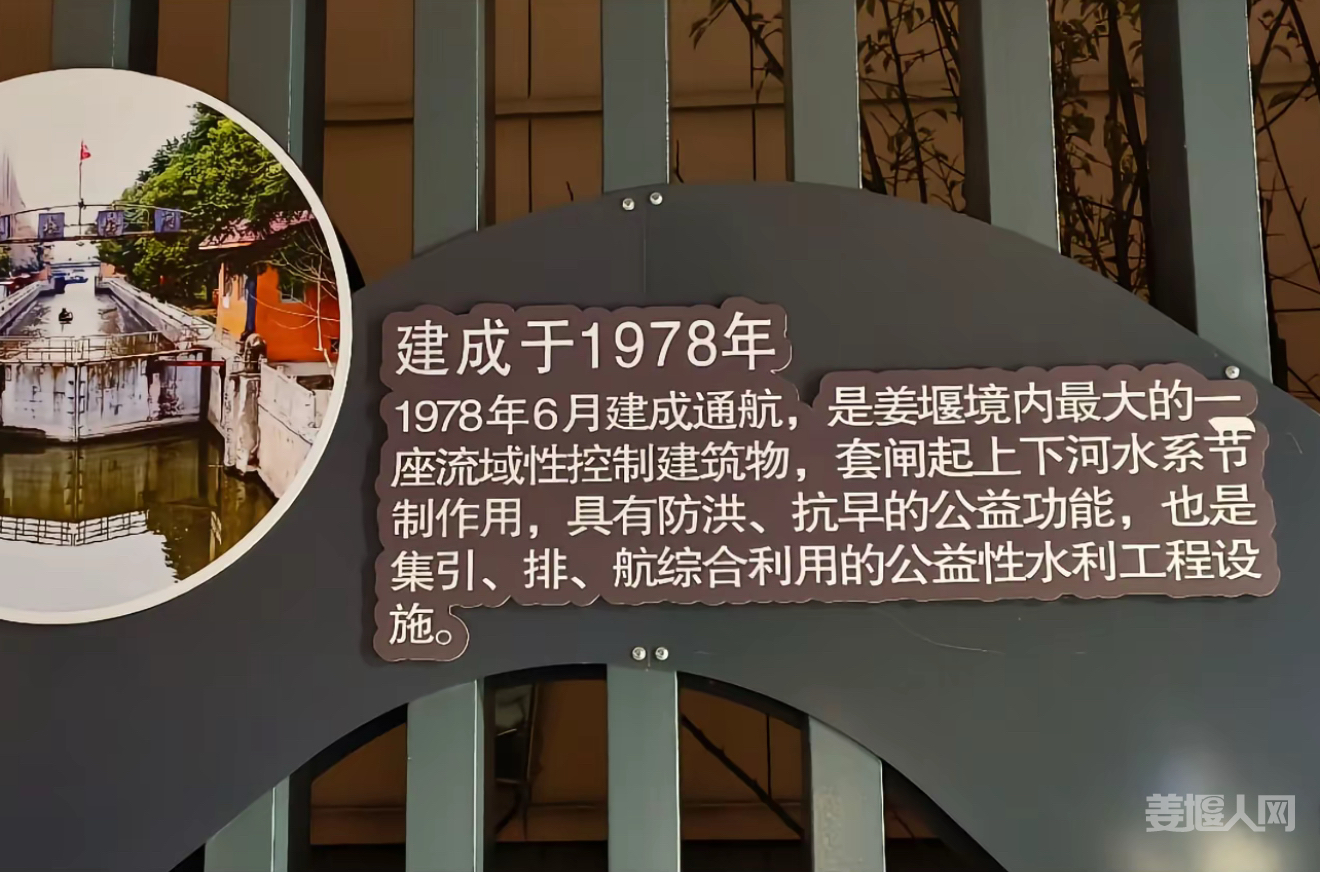 建成于1978年
1978年6月建成通航，是姜堰境内最大的一
座流域性控制建筑物，套闸起上下河水系节
制作用，具有防洪、抗早的公益功能，也是
集引、排、航综合利用的公益性水利工程设
施。
姜堰人网